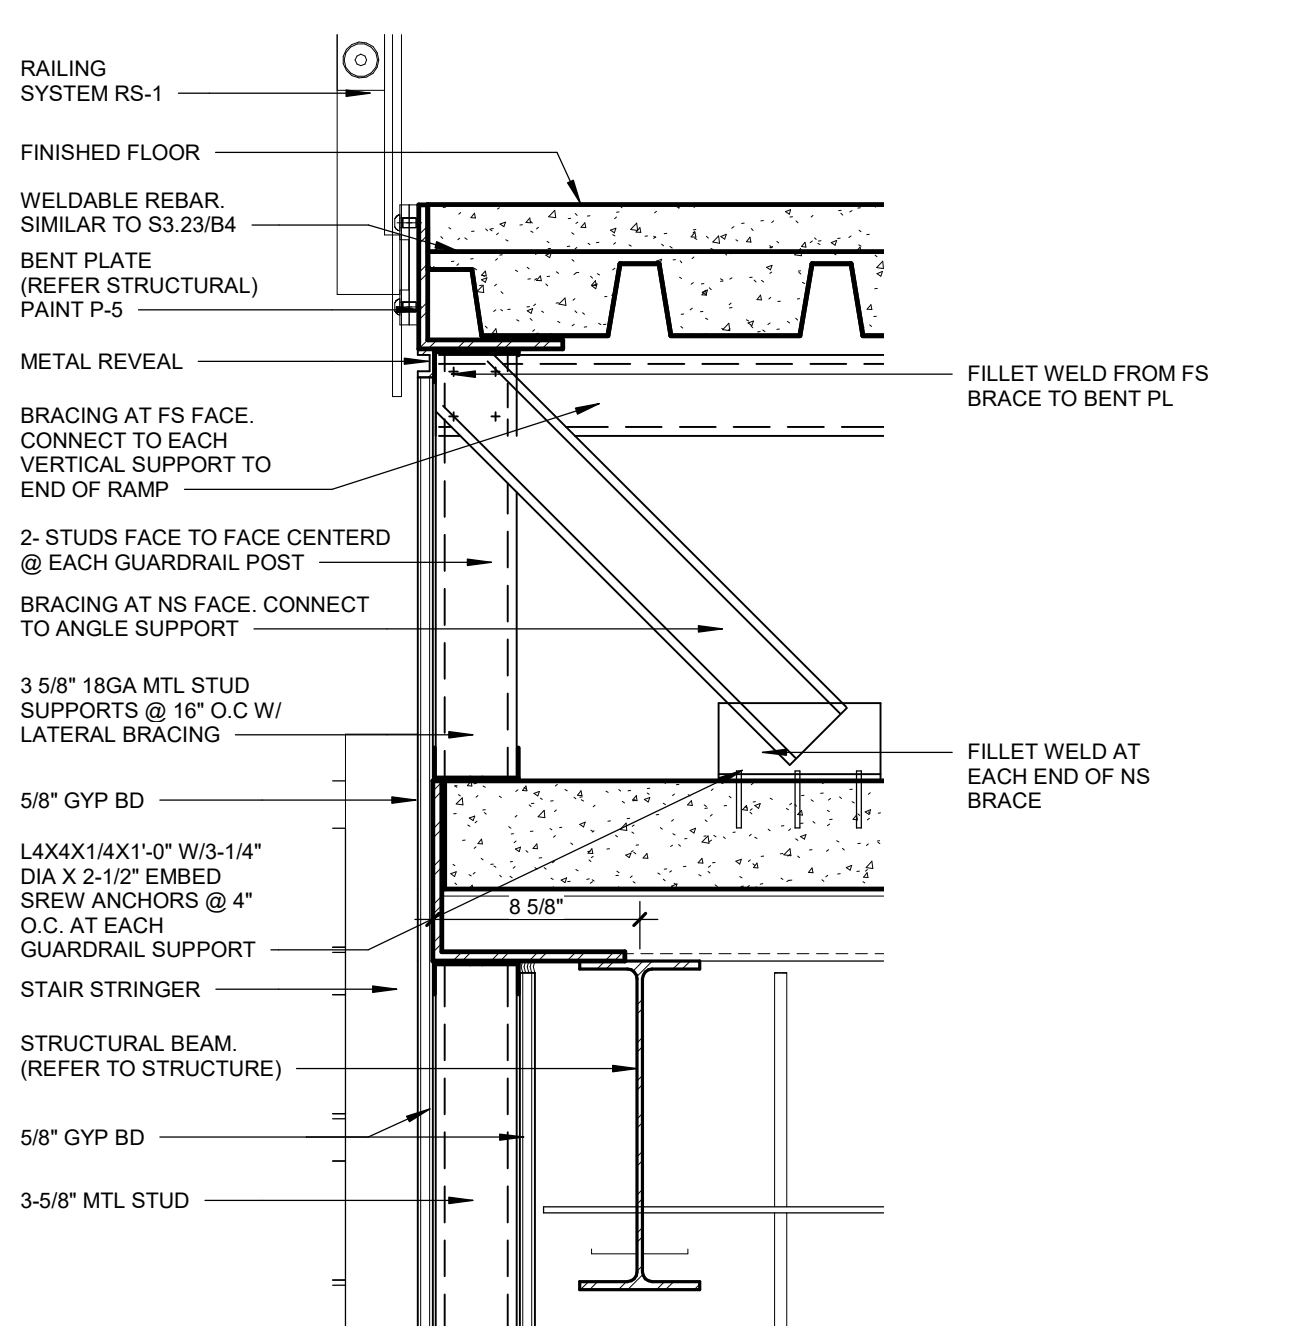 RAILING
SYSTEM RS-1
FINISHED FLOOR
WELDABLE REBAR.
SIMILAR TO S3.23/B4
BENT PLATE
(REFER STRUCTURAL)
PAINT P-5
METAL REVEAL
BRACING AT FS FACE.
CONNECT TO EACH
VERTICAL SUPPORT TO
END OF RAMP
2- STUDS FACE TO FACE CENTERD
@ EACH GUARDRAIL POST
BRACING AT NS FACE. CONNECT
TO ANGLE SUPPORT
3 5/8" 18GA MTL STUD
SUPPORTS @ 16" O.C W/
LATERAL BRACING
5/8" GYP BD
L4X4X1/4X1'-0" W/3-1/4"
DIA X 2-1/2" EMBED
SREW ANCHORS @ 4"
O.C. AT EACH
GUARDRAIL SUPPORT
STAIR STRINGER
STRUCTURAL BEAM.
(REFER TO STRUCTURE)
5/8" GYP BD
3-5/8" MTL STUD
8 5/8"
FILLET WELD FROM FS
BRACE TO BENT PL
FILLET WELD AT
EACH END OF NS
BRACE